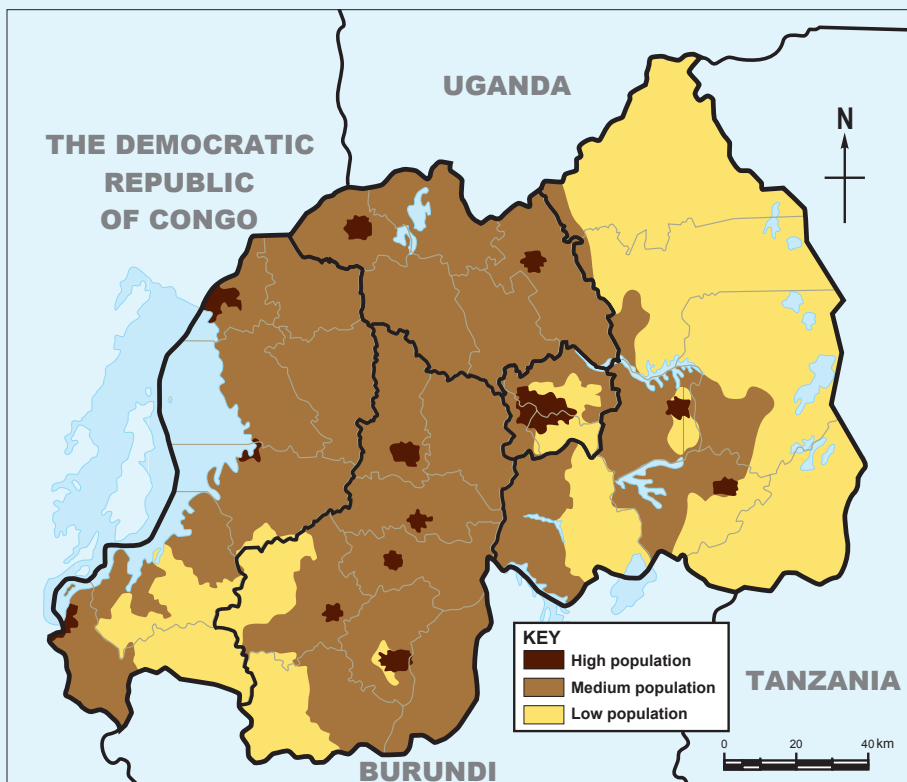 UGANDA
THE DEMOCRATIC
REPUBLIC
OF CONGO
N
KEY
High population
Medium population
Low population
TANZANIA
BURUNDI
0 20 40 km